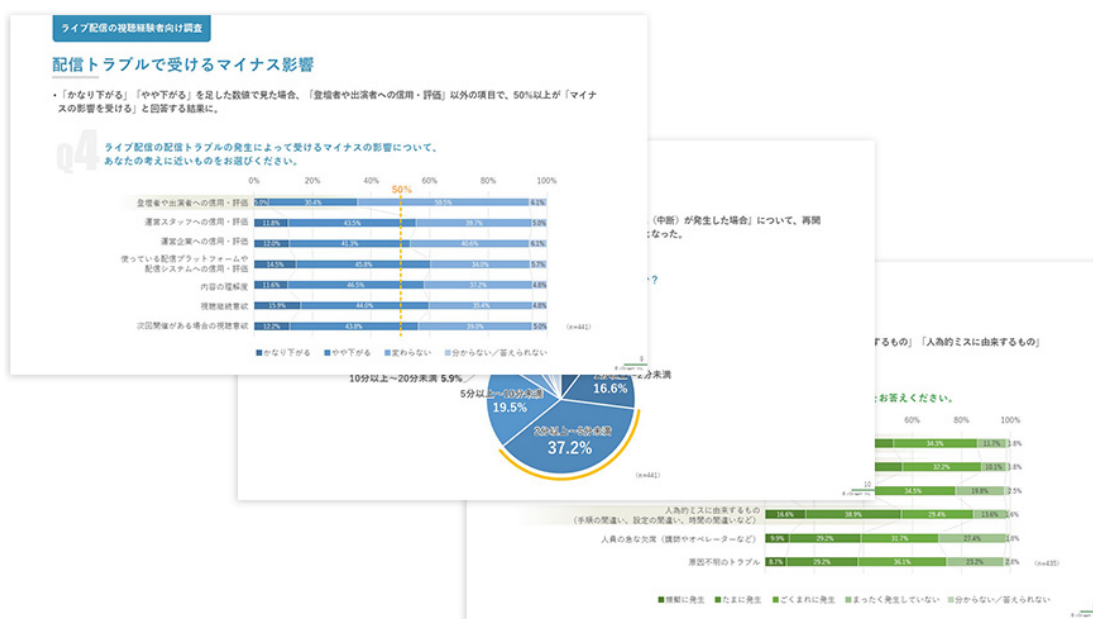 ライブ配信の視聴経験者向け調査
配信トラブルで受けるマイナス影響
・「かなり下がる」「やや下がる」を足した数値で見た場合、「登壇者や出演者への信用・評価」以外の項目で、50%以上が「マイナ
スの影響を受ける」と回答する結果に。
Q4
ライブ配信の配信トラブルの発生によって受けるマイナスの影響について、
あなたの考えに近いものをお選びください。
0% 20% 40% 60% 80% 100%
50%
登壇者や出演者への信用・評価 30.4% 58.5% 6.1%
運営スタッフへの信用・評価 11.8% 43.5% 39.7% 5.0%
運営企業への信用・評価 12.0% 41.3% 40.6% 6.1%
使っている配信プラットフォームや
配信システムへの信用・評価 14.5% 45.8% 34.0% 5.7%
内容の理解度 11.6% 46.5% 37.2% 4.8%
視聴継続意欲 15.9% 44.0% 35.4% 4.8%
次回開催がある場合の視聴意欲 12.2% 43.8% 39.0% 5.0%
(n=441)
かなり下がる やや下がる 変わらない 分からない／答えられない
9
（中断）が発生した場合」について、再開
となった。
か？
10分以上～20分未満 5.9%
2分未満
16.6%
5分以上～10分未満
19.5%
2分以上～5分未満
37.2%
(n=441)
10
するもの」「人為的ミスに由来するもの」
をお答えください。
60% 80% 100%
34.3% 11.7% 1.8%
32.2% 10.1% 1.8%
34.5% 19.8% 2.5%
人為的ミスに由来するもの
（手順の間違い、設定の間違い、時間の間違いなど） 16.6% 38.9% 29.4% 13.6% 1.6%
人員の急な欠席（講師やオペレーターなど） 9.9% 29.2% 31.7% 27.4% 1.8%
原因不明のトラブル 8.7% 29.2% 36.1% 23.2% 2.8%
(n=435)
頻繁に発生 たまに発生 ごくまれに発生 まったく発生していない 分からない／答えられない